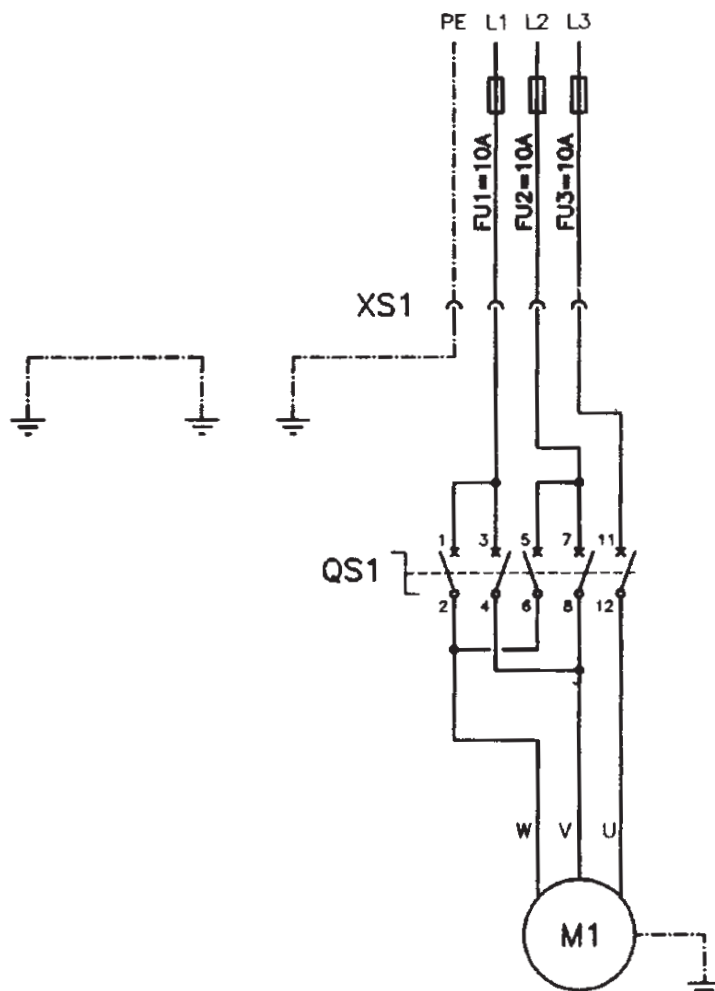 PE L1 L2 L3
FU1=10A
FU2=10A
FU3=10A
XS1
1 3 5 7 11
QS1
2 4 6 8 12
W V U
M1